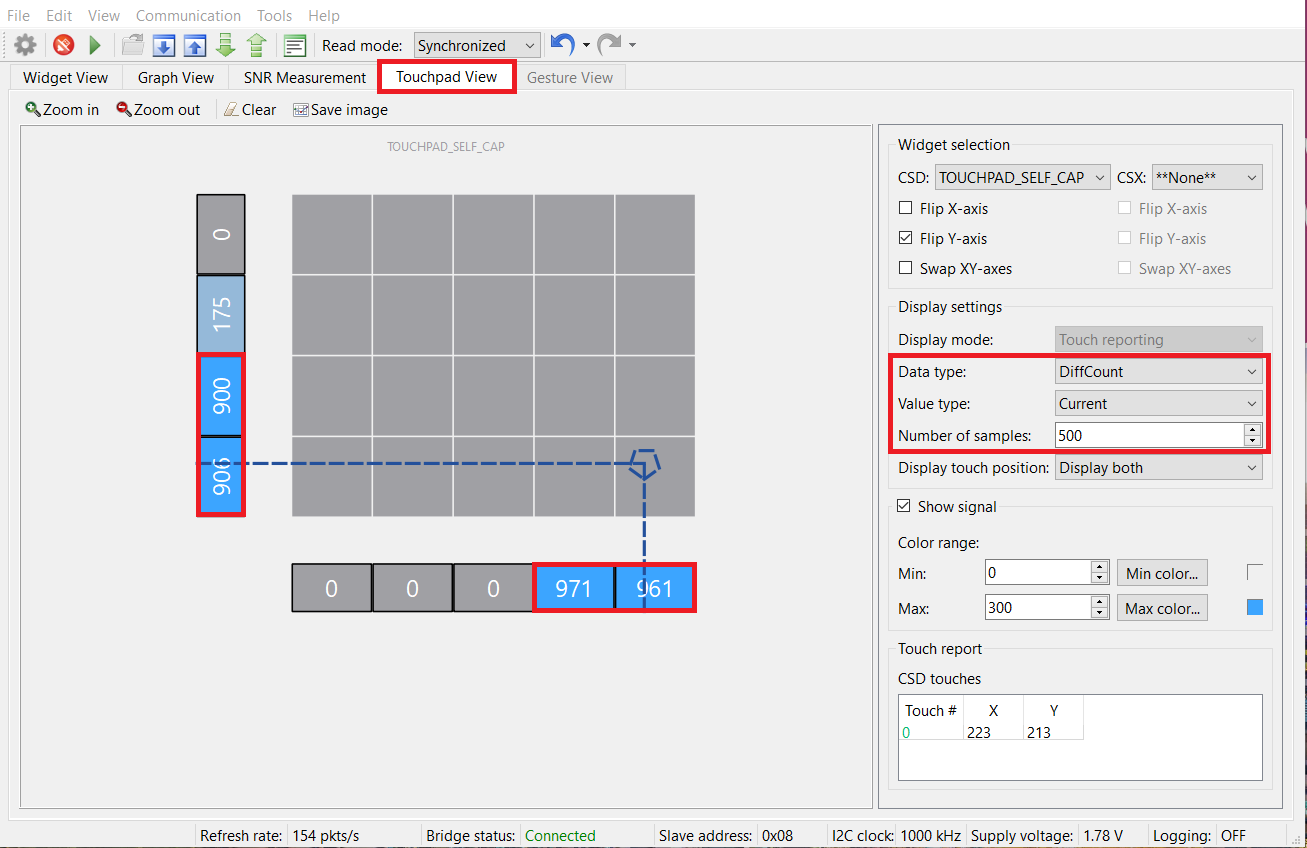 File Edit View Communication Tools Help
Read mode: Synchronized
Widget View Graph View SNR Measurement Touchpad View Gesture View
Zoom in Zoom out Clear Save image
TOUCHPAD_SELF_CAP
0
175
900
906
0 0 0 971 961
Widget selection
CSD: TOUCHPAD_SELF_CAP CSX: **None**
Flip X-axis Flip X-axis
Flip Y-axis Flip Y-axis
Swap XY-axes Swap XY-axes
Display settings
Display mode: Touch reporting
Data type: DiffCount
Value type: Current
Number of samples: 500
Display touch position: Display both
Show signal
Color range:
Min: 0 Min color...
Max: 300 Max color...
Touch report
CSD touches
Touch # X Y
0 223 213
Refresh rate: 154 pkts/s Bridge status: Connected Slave address: 0x08 I2C clock: 1000 kHz Supply voltage: 1.78 V Logging: OFF